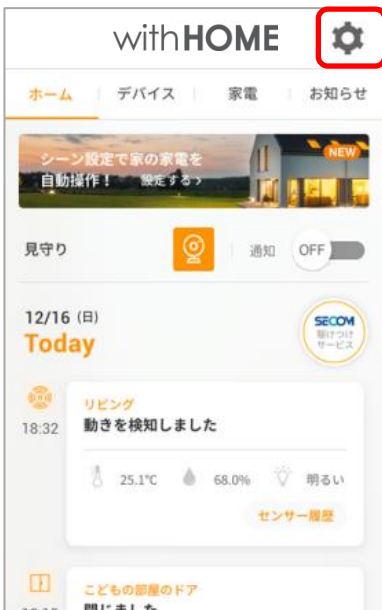 withHOME
ホーム
デバイス
家電
お知らせ
シーン設定で家の家電を
自動操作！ 設定する>
NEW
見守り
通知
OFF
12/16 (日)
Today
SECOM
駆けつけ
サービス
18:32
リビング
動きを検知しました
25.1℃
68.0%
明るい
センサー履歴
こどもの部屋のドア
閉じました